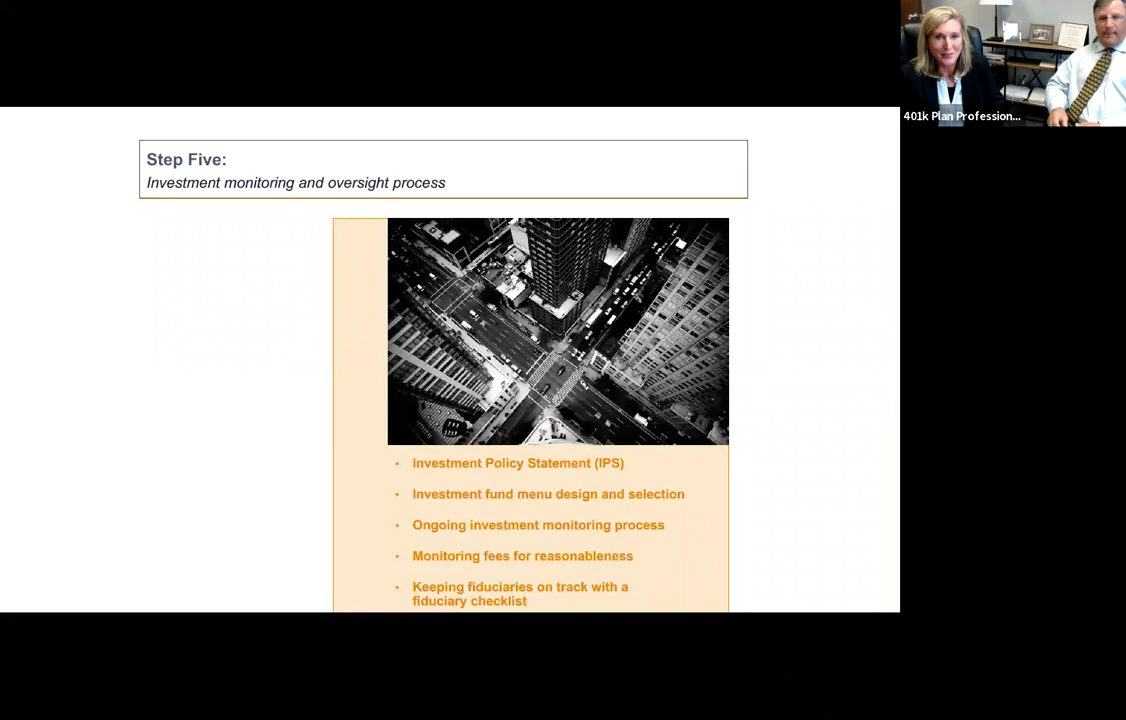 401k Plan Profession...
Step Five:
Investment monitoring and oversight process
• Investment Policy Statement (IPS)
• Investment fund menu design and selection
• Ongoing investment monitoring process
• Monitoring fees for reasonableness
• Keeping fiduciaries on track with a
fiduciary checklist